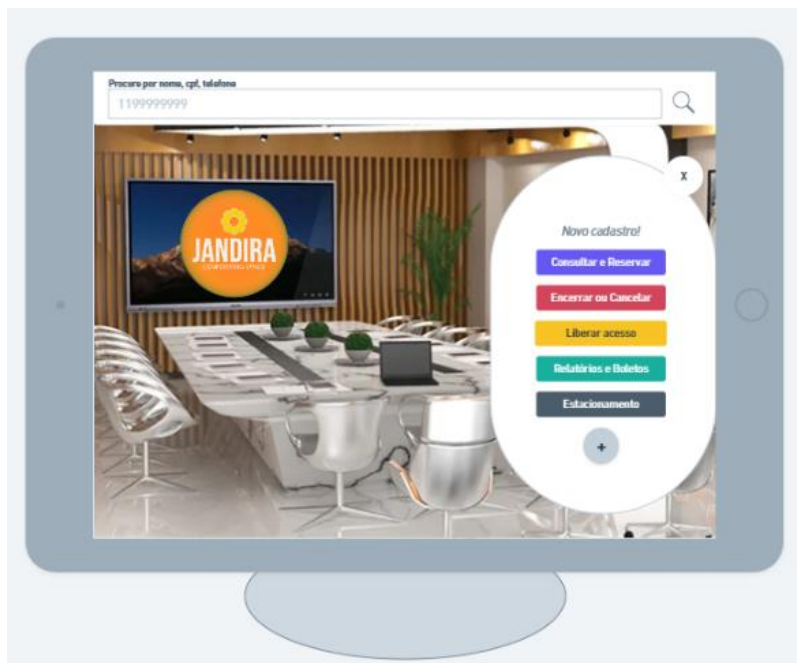 Procure por nome, cpf, telefone
1199999999
X
JANDIRA
Novo cadastro!
Consultar e Reservar
Encerrar ou Cancelar
Liberar acesso
Relatórios e Boletos
Estacionamento
+